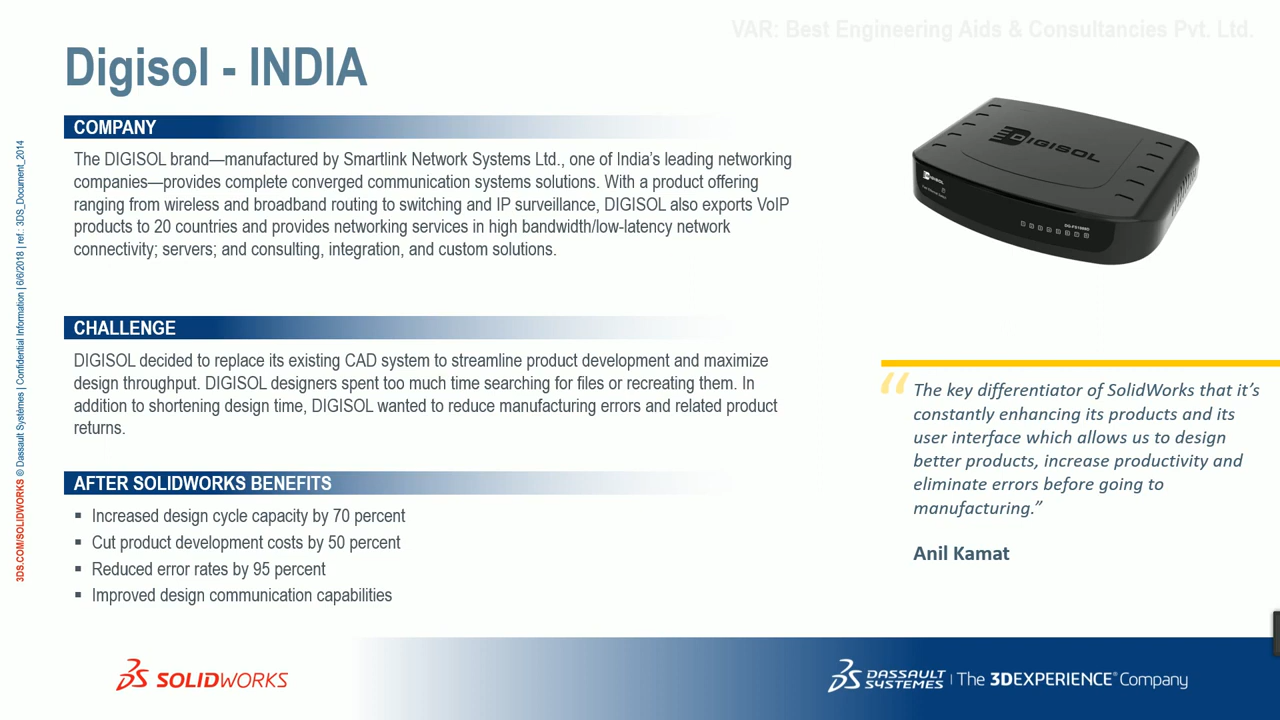 VAR: Best Engineering Aids & Consultancies Pvt. Ltd.
Digisol - INDIA
COMPANY
The DIGISOL brand—manufactured by Smartlink Network Systems Ltd., one of India's leading networking
companies—provides complete converged communication systems solutions. With a product offering
ranging from wireless and broadband routing to switching and IP surveillance, DIGISOL also exports VoIP
products to 20 countries and provides networking services in high bandwidth/low-latency network
connectivity; servers; and consulting, integration, and custom solutions.
CHALLENGE
DIGISOL decided to replace its existing CAD system to streamline product development and maximize
design throughput. DIGISOL designers spent too much time searching for files or recreating them. In
addition to shortening design time, DIGISOL wanted to reduce manufacturing errors and related product
returns.
AFTER SOLIDWORKS BENEFITS
▪ Increased design cycle capacity by 70 percent
▪ Cut product development costs by 50 percent
▪ Reduced error rates by 95 percent
▪ Improved design communication capabilities
DIGISOL
DIGISOL
“
The key differentiator of SolidWorks that it's
constantly enhancing its products and its
user interface which allows us to design
better products, increase productivity and
eliminate errors before going to
manufacturing.”
Anil Kamat
3DS.COM/SOLIDWORKS © Dassault Systèmes | Confidential Information | 6/6/2018 | ref.: 3DS_Document_2014
SOLIDWORKS
DASSAULT SYSTEMES | The 3DEXPERIENCE® Company